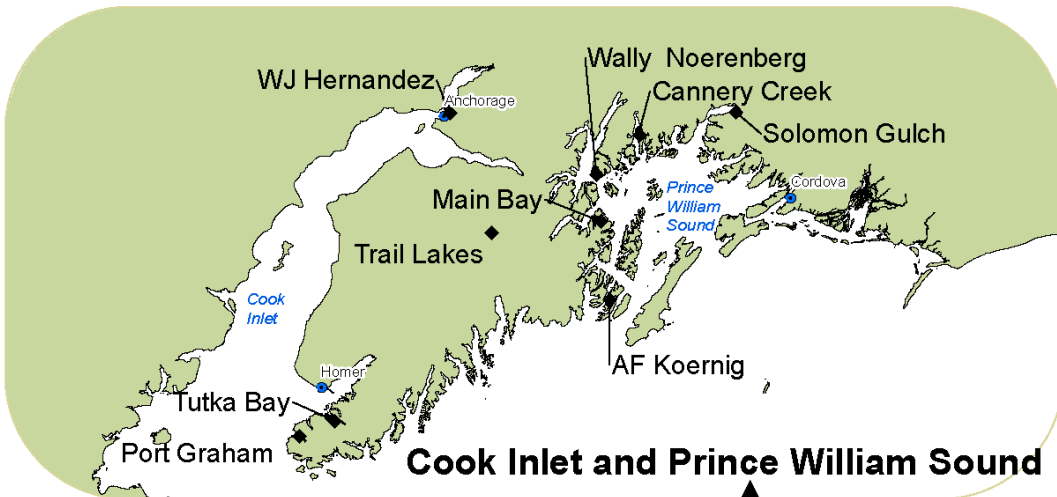 Wally Noerenberg
WJ Hernandez
Cannery Creek
Anchorage
Solomon Gulch
Prince
William
Sound
Cordova
Main Bay
Trail Lakes
Cook
Inlet
AF Koernig
Homer
Tutka Bay
Port Graham
Cook Inlet and Prince William Sound